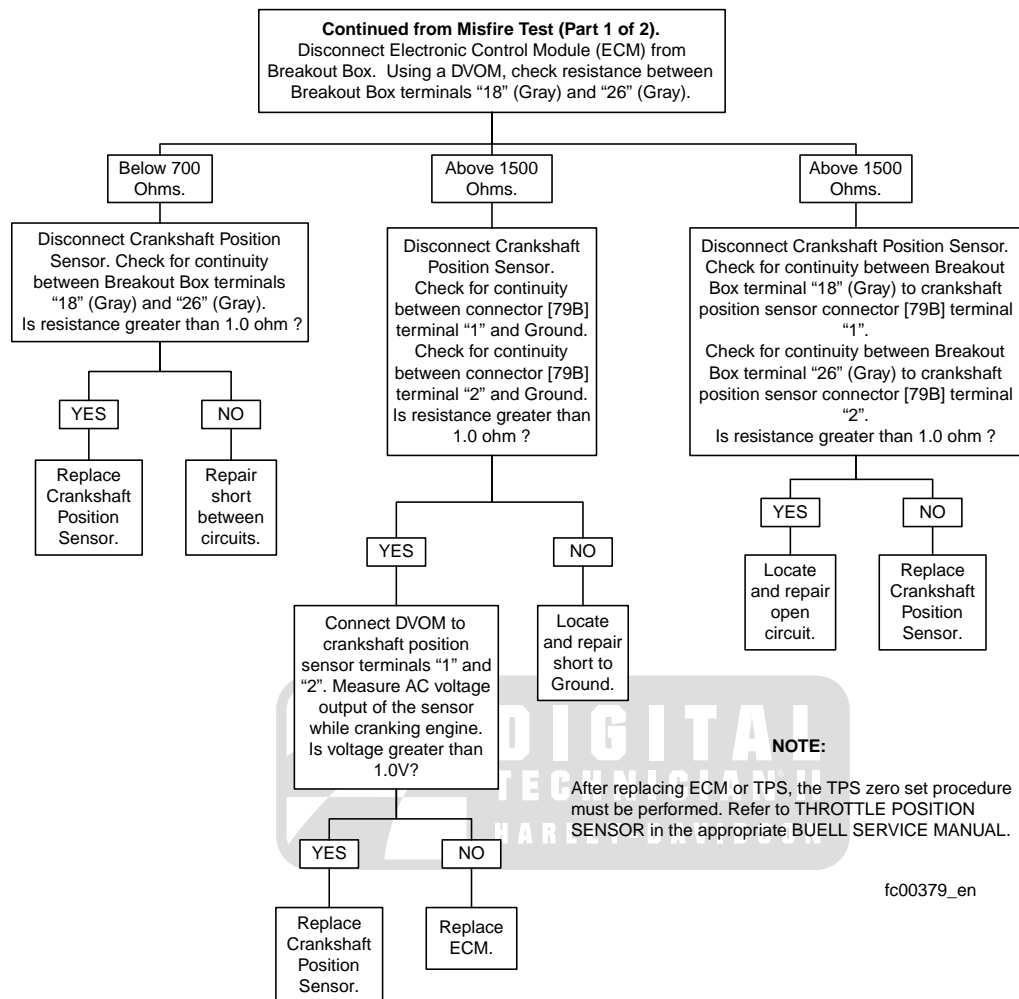 Continued from Misfire Test (Part 1 of 2).
Disconnect Electronic Control Module (ECM) from
Breakout Box. Using a DVOM, check resistance between
Breakout Box terminals “18” (Gray) and “26” (Gray).
Below 700
Ohms.
Disconnect Crankshaft Position
Sensor. Check for continuity
between Breakout Box terminals
“18” (Gray) and “26” (Gray).
Is resistance greater than 1.0 ohm ?
YES
Replace
Crankshaft
Position
Sensor.
NO
Repair
short
between
circuits.
Above 1500
Ohms.
Disconnect Crankshaft
Position Sensor.
Check for continuity
between connector [79B]
terminal “1” and Ground.
Check for continuity
between connector [79B]
terminal “2” and Ground.
Is resistance greater than
1.0 ohm ?
YES
Connect DVOM to
crankshaft position
sensor terminals “1” and
“2”. Measure AC voltage
output of the sensor
while cranking engine.
Is voltage greater than
1.0V?
YES
Replace
Crankshaft
Position
Sensor.
NO
Replace
ECM.
NO
Locate
and repair
short to
Ground.
Above 1500
Ohms.
Disconnect Crankshaft Position Sensor.
Check for continuity between Breakout
Box terminal “18” (Gray) to crankshaft
position sensor connector [79B] terminal
“1”.
Check for continuity between Breakout
Box terminal “26” (Gray) to crankshaft
position sensor connector [79B] terminal
“2”.
Is resistance greater than 1.0 ohm ?
YES
Locate
and repair
open
circuit.
NO
Replace
Crankshaft
Position
Sensor.
DIGITAL
TECHNICIAN II
HARLEY-DAVIDSON
NOTE:
After replacing ECM or TPS, the TPS zero set procedure
must be performed. Refer to THROTTLE POSITION
SENSOR in the appropriate BUELL SERVICE MANUAL.
fc00379_en